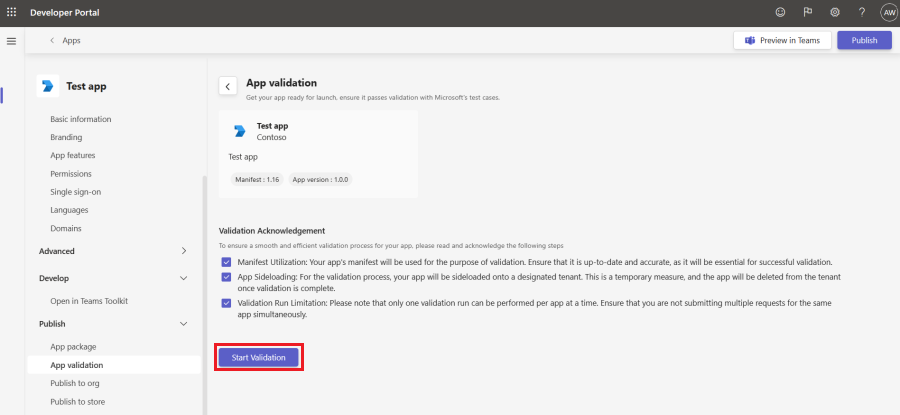 Developer Portal
?
AW
Apps
Preview in Teams
Publish
Test app
Basic information
Branding
App features
Permissions
Single sign-on
Languages
Domains
Advanced
Develop
Open in Teams Toolkit
Publish
App package
App validation
Publish to org
Publish to store
App validation
Get your app ready for launch, ensure it passes validation with Microsoft's test cases.
Test app
Contoso
Test app
Manifest : 1.16
App version : 1.0.0
Validation Acknowledgement
To ensure a smooth and efficient validation process for your app, please read and acknowledge the following steps
Manifest Utilization: Your app's manifest will be used for the purpose of validation. Ensure that it is up-to-date and accurate, as it will be essential for successful validation.
App Sideloading: For the validation process, your app will be sideloaded onto a designated tenant. This is a temporary measure, and the app will be deleted from the tenant
once validation is complete.
Validation Run Limitation: Please note that only one validation run can be performed per app at a time. Ensure that you are not submitting multiple requests for the same
app simultaneously.
Start Validation